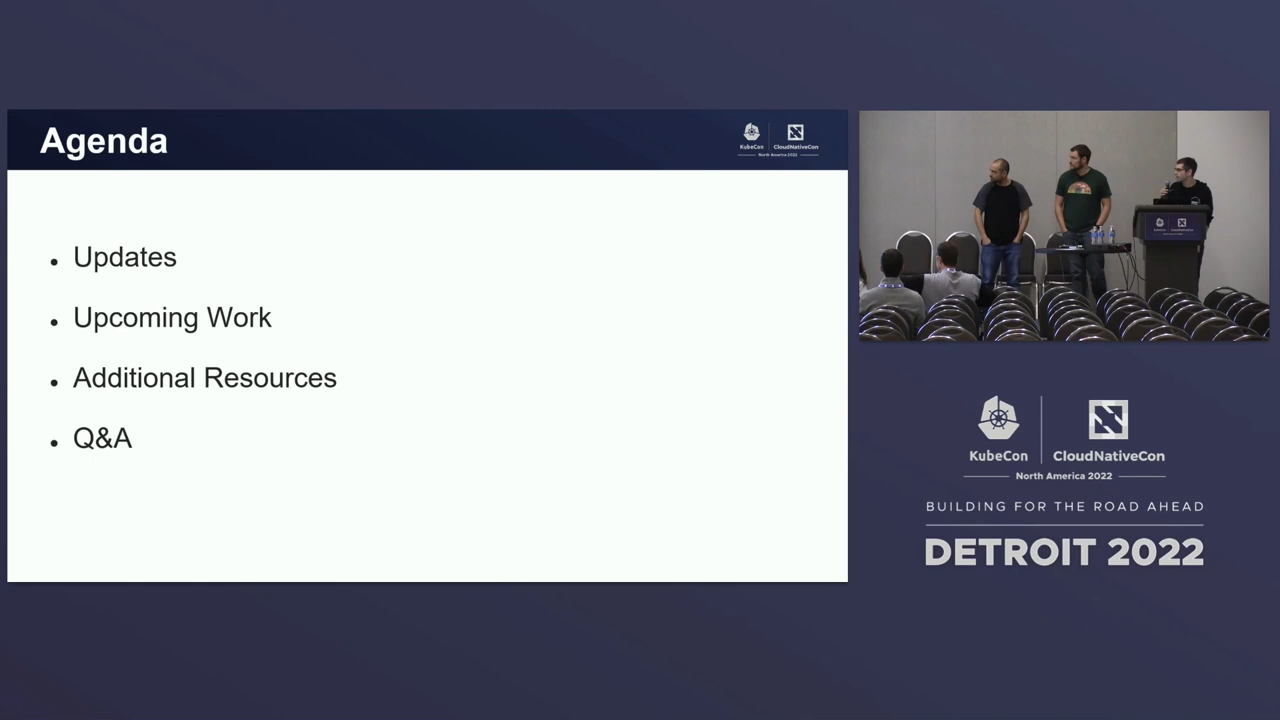 Agenda
KubeCon
CloudNativeCon
North America 2022
• Updates
• Upcoming Work
• Additional Resources
• Q&A
KubeCon
CloudNativeCon
North America 2022
BUILDING FOR THE ROAD AHEAD
DETROIT 2022